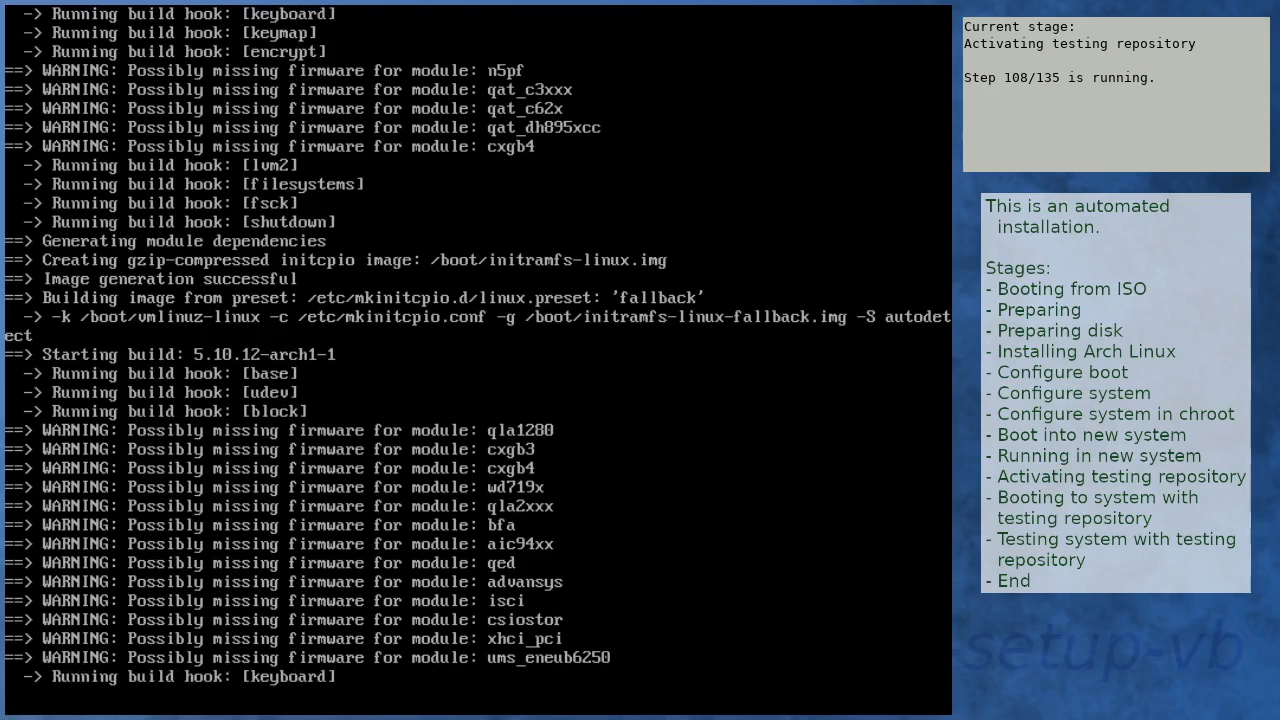 -> Running build hook: [keyboard]
-> Running build hook: [keymap]
-> Running build hook: [encrypt]
==> WARNING: Possibly missing firmware for module: n5pf
==> WARNING: Possibly missing firmware for module: qat_c3xxx
==> WARNING: Possibly missing firmware for module: qat_c62x
==> WARNING: Possibly missing firmware for module: qat_dh895xcc
==> WARNING: Possibly missing firmware for module: cxgb4
-> Running build hook: [lvm2]
-> Running build hook: [filesystems]
-> Running build hook: [fsck]
-> Running build hook: [shutdown]
==> Generating module dependencies
==> Creating gzip-compressed initcpio image: /boot/initramfs-linux.img
==> Image generation successful
==> Building image from preset: /etc/mkinitcpio.d/linux.preset: 'fallback'
-> -k /boot/vmlinuz-linux -c /etc/mkinitcpio.conf -g /boot/initramfs-linux-fallback.img -S autodet
ect
==> Starting build: 5.10.12-arch1-1
-> Running build hook: [base]
-> Running build hook: [udev]
-> Running build hook: [block]
==> WARNING: Possibly missing firmware for module: qla1280
==> WARNING: Possibly missing firmware for module: cxgb3
==> WARNING: Possibly missing firmware for module: cxgb4
==> WARNING: Possibly missing firmware for module: wd719x
==> WARNING: Possibly missing firmware for module: qla2xxx
==> WARNING: Possibly missing firmware for module: bfa
==> WARNING: Possibly missing firmware for module: aic94xx
==> WARNING: Possibly missing firmware for module: qed
==> WARNING: Possibly missing firmware for module: advansys
==> WARNING: Possibly missing firmware for module: isci
==> WARNING: Possibly missing firmware for module: csiostor
==> WARNING: Possibly missing firmware for module: xhci_pci
==> WARNING: Possibly missing firmware for module: ums_eneub6250
-> Running build hook: [keyboard]
Current stage:
Activating testing repository
Step 108/135 is running.
This is an automated
installation.
Stages:
- Booting from ISO
- Preparing
- Preparing disk
- Installing Arch Linux
- Configure boot
- Configure system
- Configure system in chroot
- Boot into new system
- Running in new system
- Activating testing repository
- Booting to system with
testing repository
- Testing system with testing
repository
- End
setup-vb